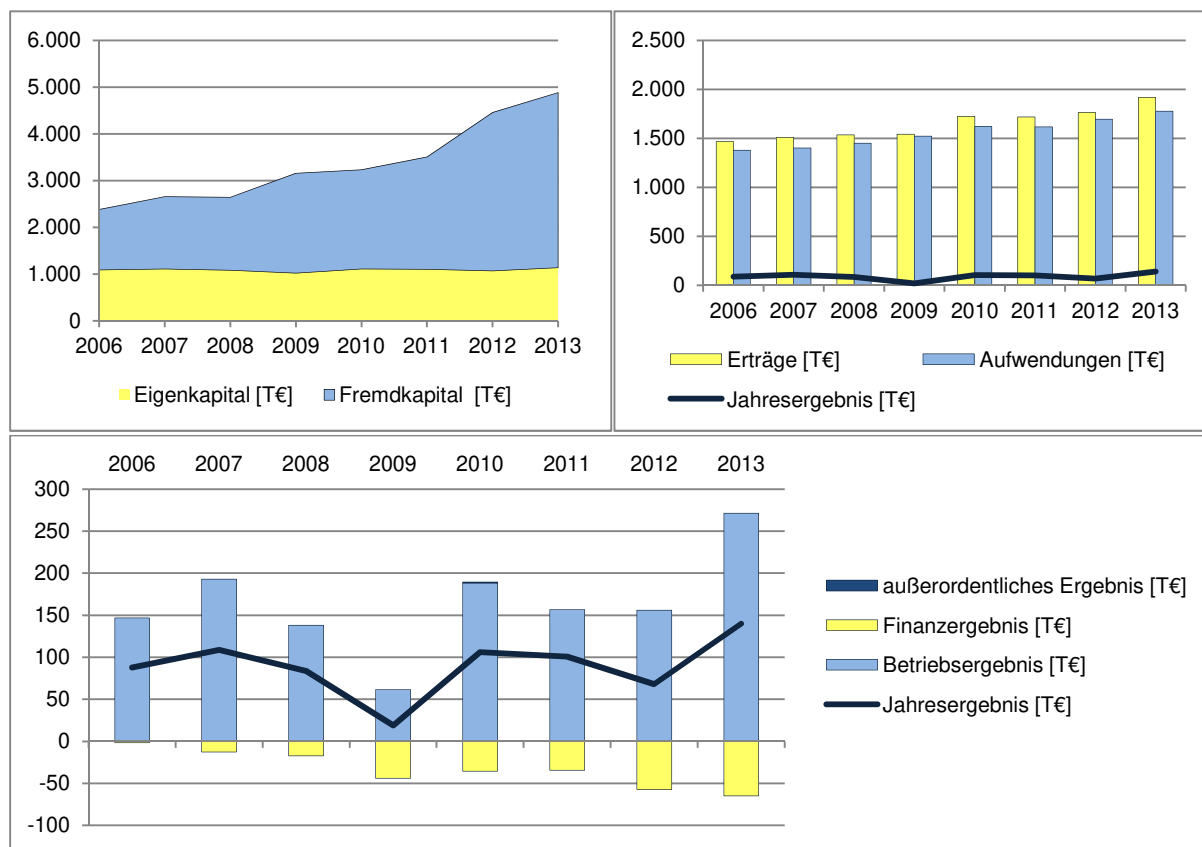 6.000
5.000
4.000
3.000
2.000
1.000
0
2006 2007 2008 2009 2010 2011 2012 2013
Eigenkapital [T€] Fremdkapital [T€]
2.500
2.000
1.500
1.000
500
0
2006 2007 2008 2009 2010 2011 2012 2013
Erträge [T€] Aufwendungen [T€]
Jahresergebnis [T€]
2006 2007 2008 2009 2010 2011 2012 2013
300
250
200
150
100
50
0
-50
-100
außerordentliches Ergebnis [T€]
Finanzergebnis [T€]
Betriebsergebnis [T€]
Jahresergebnis [T€]